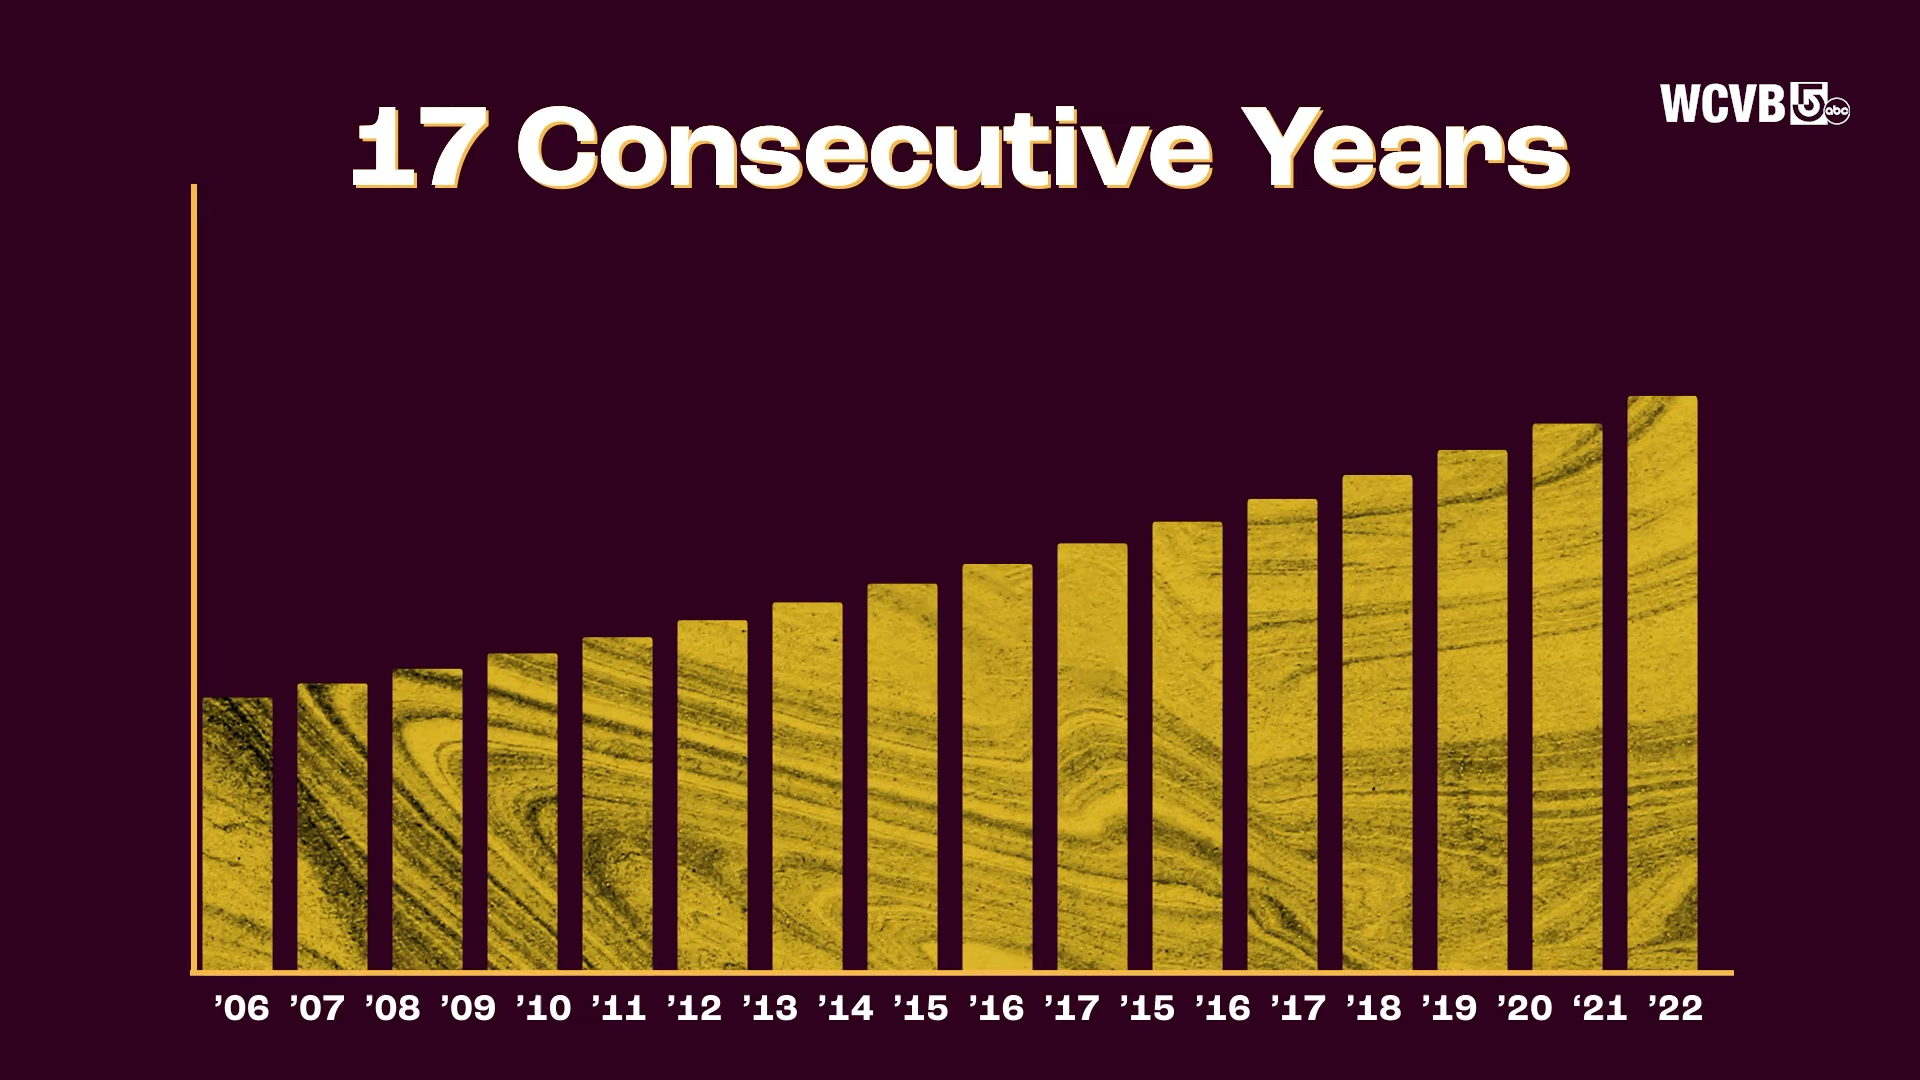 WCVB 5 abc
17 Consecutive Years
’06 ’07 ’08 ’09 ’10 ’11 ’12 ’13 ’14 ’15 ’16 ’17 ’15 ’16 ’17 ’18 ’19 ’20 ‘21 ’22